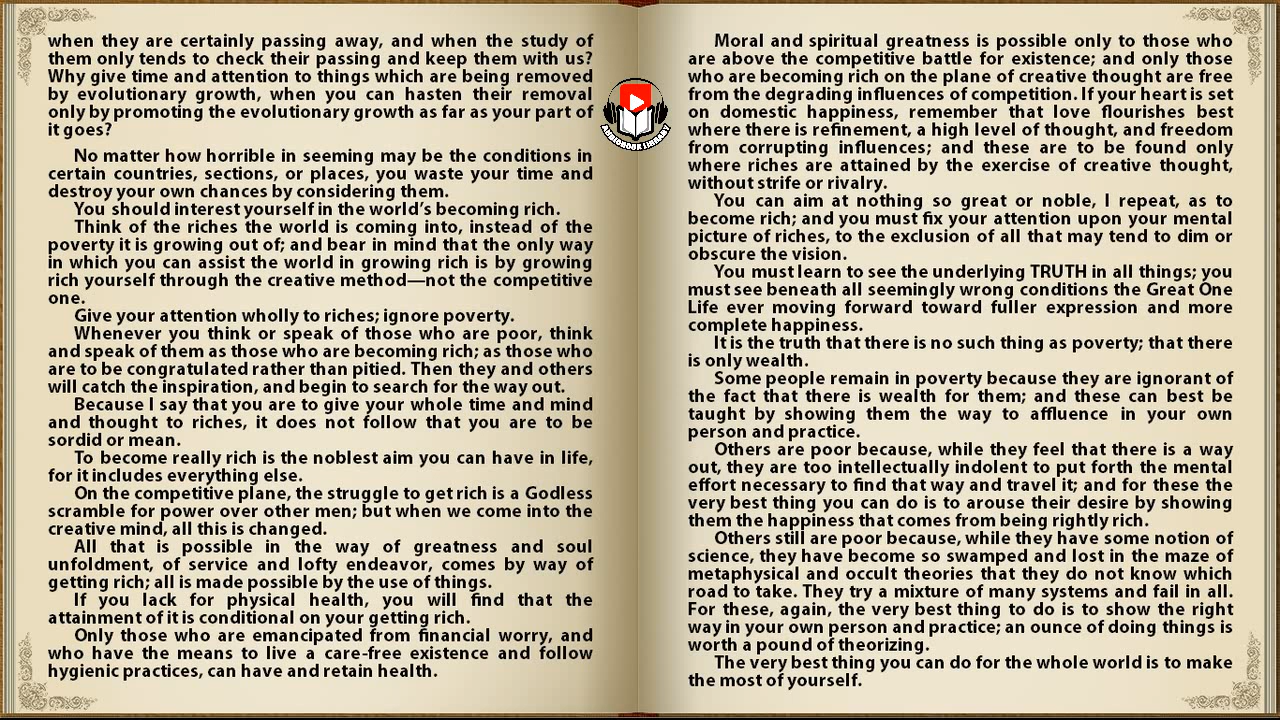 when they are certainly passing away, and when the study of
them only tends to check their passing and keep them with us?
Why give time and attention to things which are being removed
by evolutionary growth, when you can hasten their removal
only by promoting the evolutionary growth as far as your part of
it goes?
No matter how horrible in seeming may be the conditions in
certain countries, sections, or places, you waste your time and
destroy your own chances by considering them.
You should interest yourself in the world's becoming rich.
Think of the riches the world is coming into, instead of the
poverty it is growing out of; and bear in mind that the only way
in which you can assist the world in growing rich is by growing
rich yourself through the creative method—not the competitive
one.
Give your attention wholly to riches; ignore poverty.
Whenever you think or speak of those who are poor, think
and speak of them as those who are becoming rich; as those who
are to be congratulated rather than pitied. Then they and others
will catch the inspiration, and begin to search for the way out.
Because I say that you are to give your whole time and mind
and thought to riches, it does not follow that you are to be
sordid or mean.
To become really rich is the noblest aim you can have in life,
for it includes everything else.
On the competitive plane, the struggle to get rich is a Godless
scramble for power over other men; but when we come into the
creative mind, all this is changed.
All that is possible in the way of greatness and soul
unfoldment, of service and lofty endeavor, comes by way of
getting rich; all is made possible by the use of things.
If you lack for physical health, you will find that the
attainment of it is conditional on your getting rich.
Only those who are emancipated from financial worry, and
who have the means to live a care-free existence and follow
hygienic practices, can have and retain health.
Moral and spiritual greatness is possible only to those who
are above the competitive battle for existence; and only those
who are becoming rich on the plane of creative thought are free
from the degrading influences of competition. If your heart is set
on domestic happiness, remember that love flourishes best
where there is refinement, a high level of thought, and freedom
from corrupting influences; and these are to be found only
where riches are attained by the exercise of creative thought,
without strife or rivalry.
You can aim at nothing so great or noble, I repeat, as to
become rich; and you must fix your attention upon your mental
picture of riches, to the exclusion of all that may tend to dim or
obscure the vision.
You must learn to see the underlying TRUTH in all things; you
must see beneath all seemingly wrong conditions the Great One
Life ever moving forward toward fuller expression and more
complete happiness.
It is the truth that there is no such thing as poverty; that there
is only wealth.
Some people remain in poverty because they are ignorant of
the fact that there is wealth for them; and these can best be
taught by showing them the way to affluence in your own
person and practice.
Others are poor because, while they feel that there is a way
out, they are too intellectually indolent to put forth the mental
effort necessary to find that way and travel it; and for these the
very best thing you can do is to arouse their desire by showing
them the happiness that comes from being rightly rich.
Others still are poor because, while they have some notion of
science, they have become so swamped and lost in the maze of
metaphysical and occult theories that they do not know which
road to take. They try a mixture of many systems and fail in all.
For these, again, the very best thing to do is to show the right
way in your own person and practice; an ounce of doing things is
worth a pound of theorizing.
The very best thing you can do for the whole world is to make
the most of yourself.